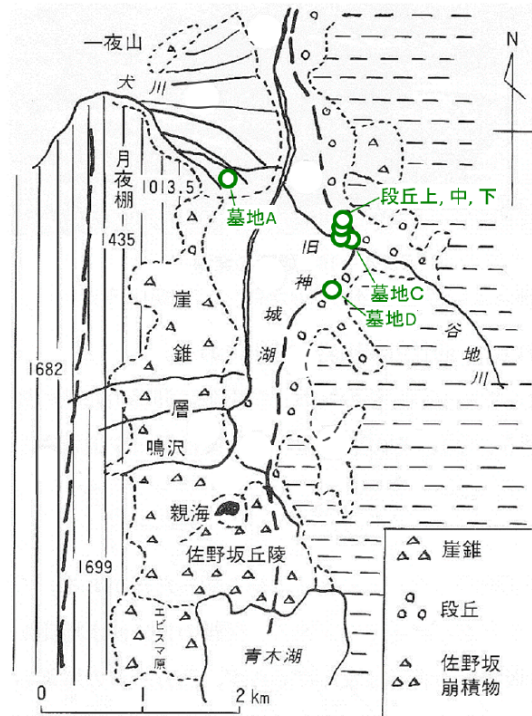 一夜山
N
犬川
月夜棚
1013.5
墓地A
段丘上, 中, 下
1435
旧神城湖
墓地C
墓地D
崖錐層
谷地川
1682
鳴沢
親海
佐野坂丘陵
崖錐
1699
段丘
エビスマ原
青木湖
佐野坂
崩積物
0 1 2 km